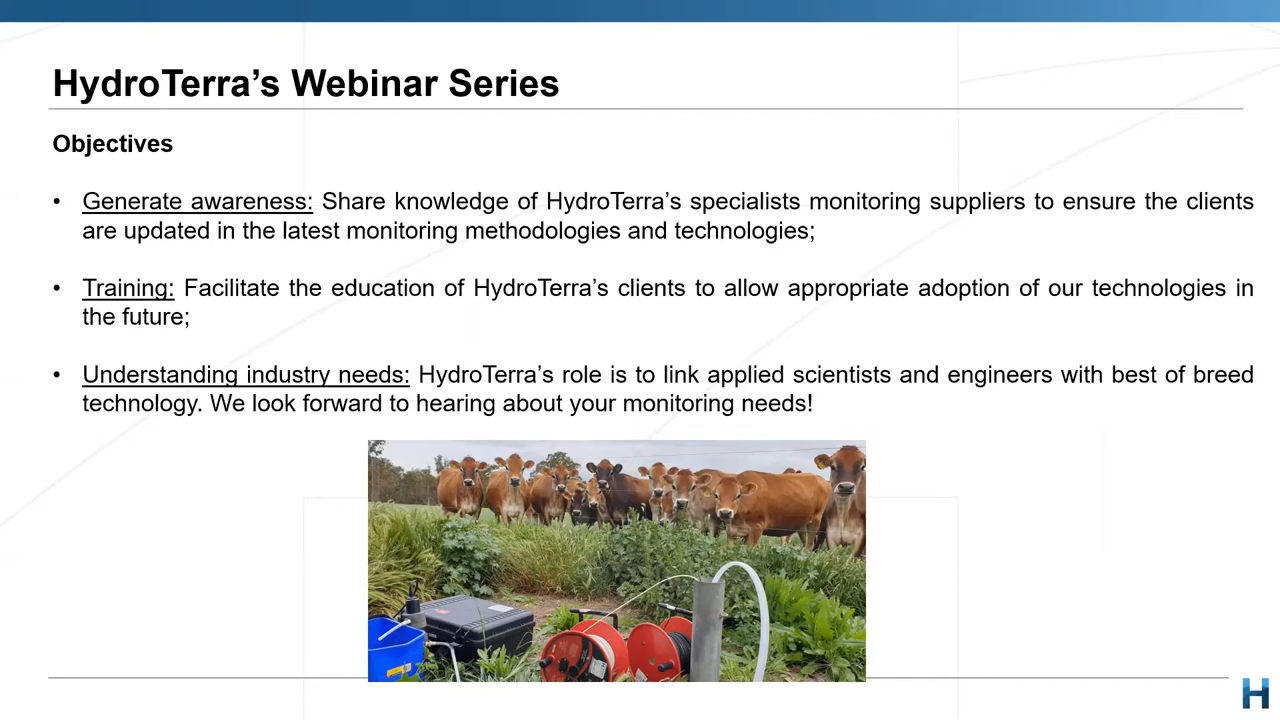 HydroTerra’s Webinar Series
Objectives
• Generate awareness: Share knowledge of HydroTerra’s specialists monitoring suppliers to ensure the clients
are updated in the latest monitoring methodologies and technologies;
• Training: Facilitate the education of HydroTerra’s clients to allow appropriate adoption of our technologies in
the future;
• Understanding industry needs: HydroTerra’s role is to link applied scientists and engineers with best of breed
technology. We look forward to hearing about your monitoring needs!
H